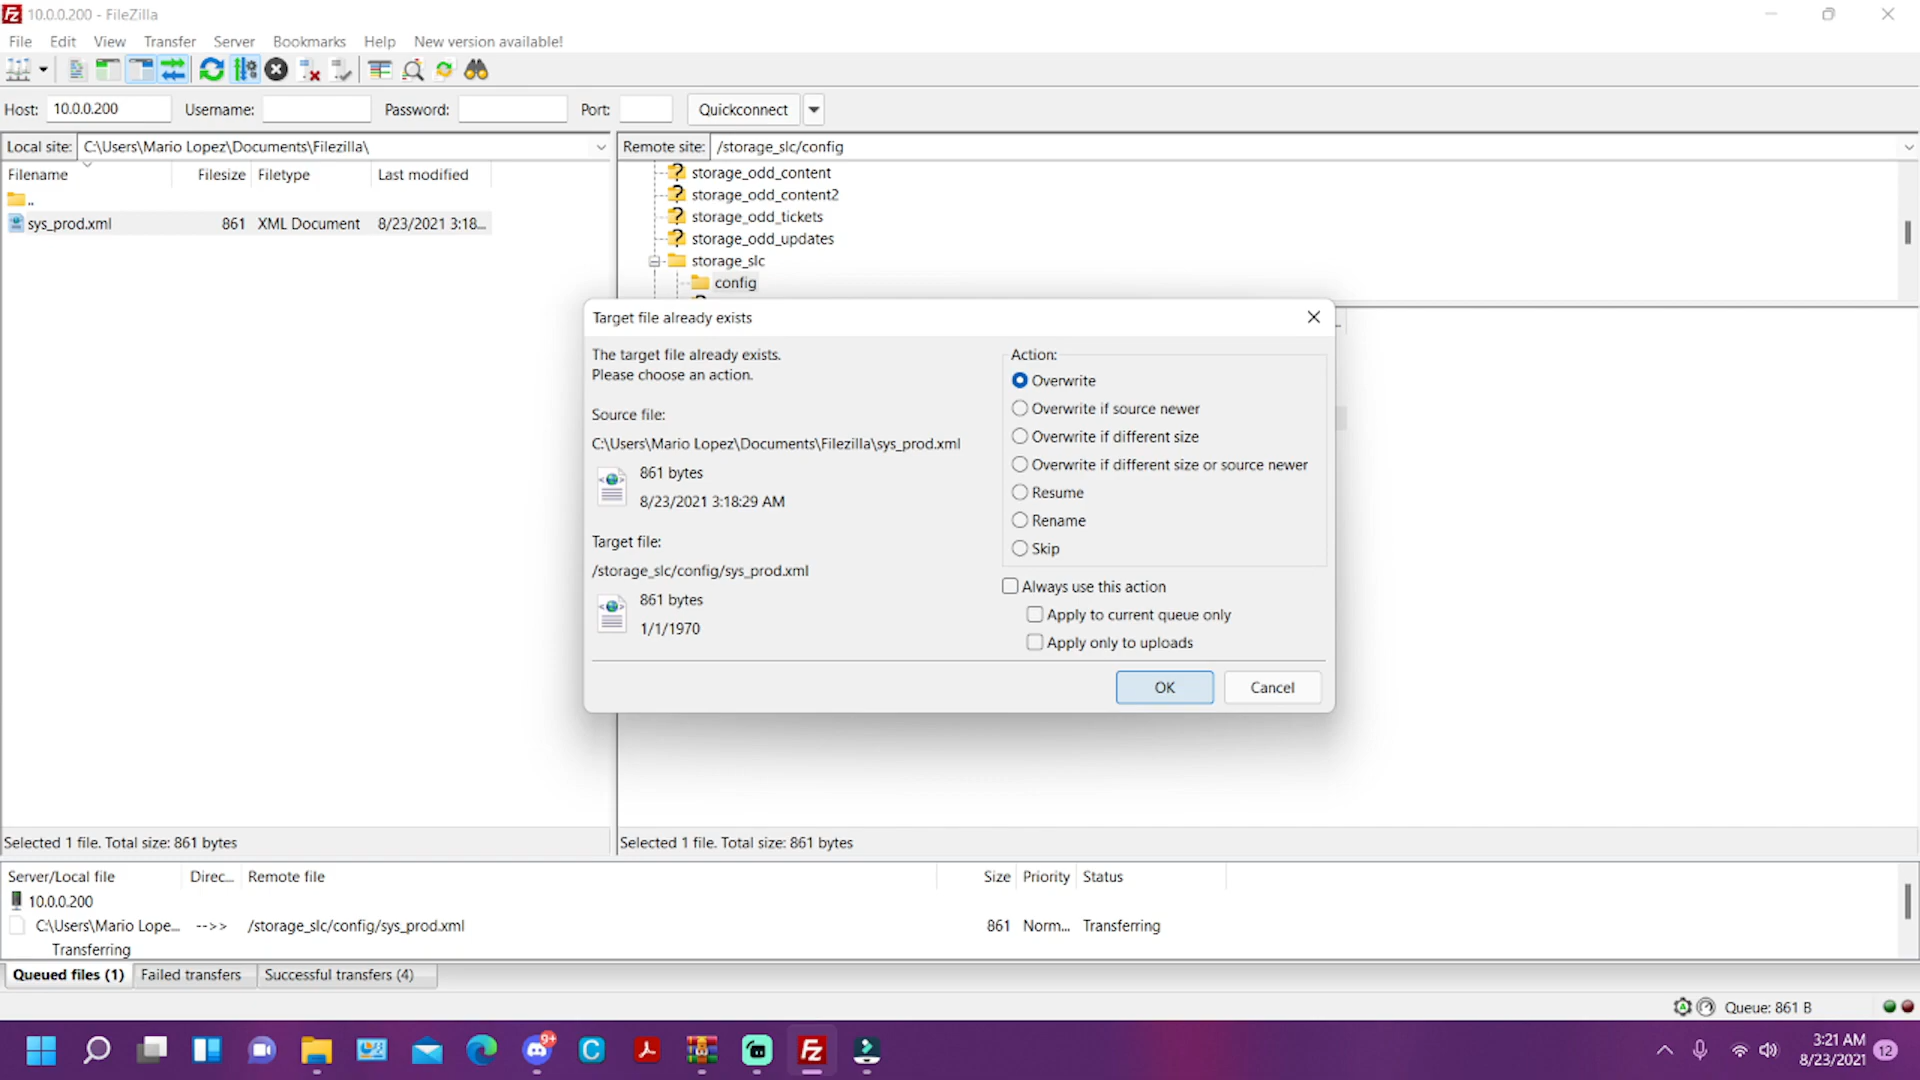 10.0.0.200 - FileZilla
File Edit View Transfer Server Bookmarks Help New version available!
Host: 10.0.0.200 Username: Password: Port: Quickconnect
Local site: C:\Users\Mario Lopez\Documents\Filezilla\
Remote site: /storage_slc/config
Filename Filesize Filetype Last modified
..
sys_prod.xml 861 XML Document 8/23/2021 3:18...
storage_odd_content
storage_odd_content2
storage_odd_tickets
storage_odd_updates
storage_slc
config
Target file already exists
The target file already exists.
Please choose an action.
Source file:
C:\Users\Mario Lopez\Documents\Filezilla\sys_prod.xml
861 bytes
8/23/2021 3:18:29 AM
Target file:
/storage_slc/config/sys_prod.xml
861 bytes
1/1/1970
Action:
Overwrite
Overwrite if source newer
Overwrite if different size
Overwrite if different size or source newer
Resume
Rename
Skip
Always use this action
Apply to current queue only
Apply only to uploads
OK Cancel
Selected 1 file. Total size: 861 bytes
Selected 1 file. Total size: 861 bytes
Server/Local file Direc... Remote file Size Priority Status
10.0.0.200
C:\Users\Mario Lope... -->> /storage_slc/config/sys_prod.xml 861 Norm... Transferring
Transferring
Queued files (1) Failed transfers Successful transfers (4)
Queue: 861 B
9+
3:21 AM
8/23/2021
12